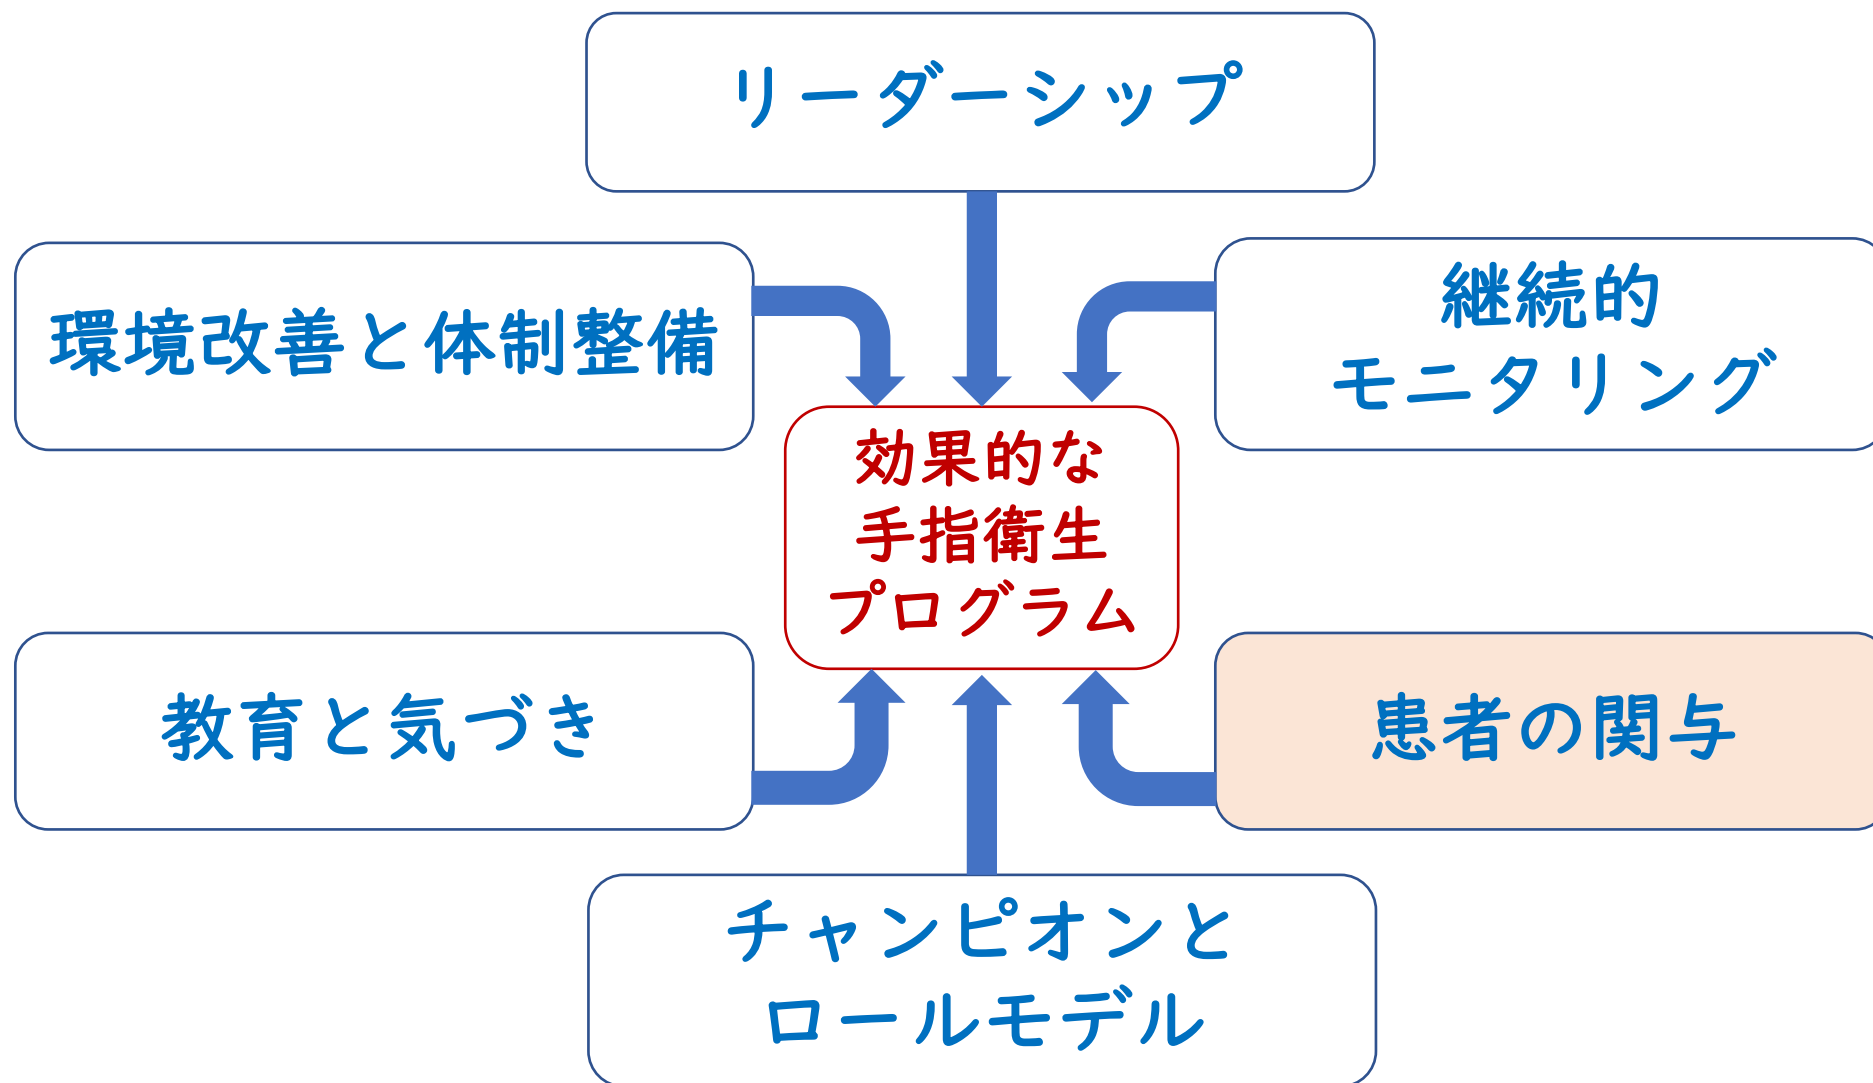 リーダーシップ
環境改善と体制整備
継続的
モニタリング
効果的な
手指衛生
プログラム
教育と気づき
患者の関与
チャンピオンと
ロールモデル